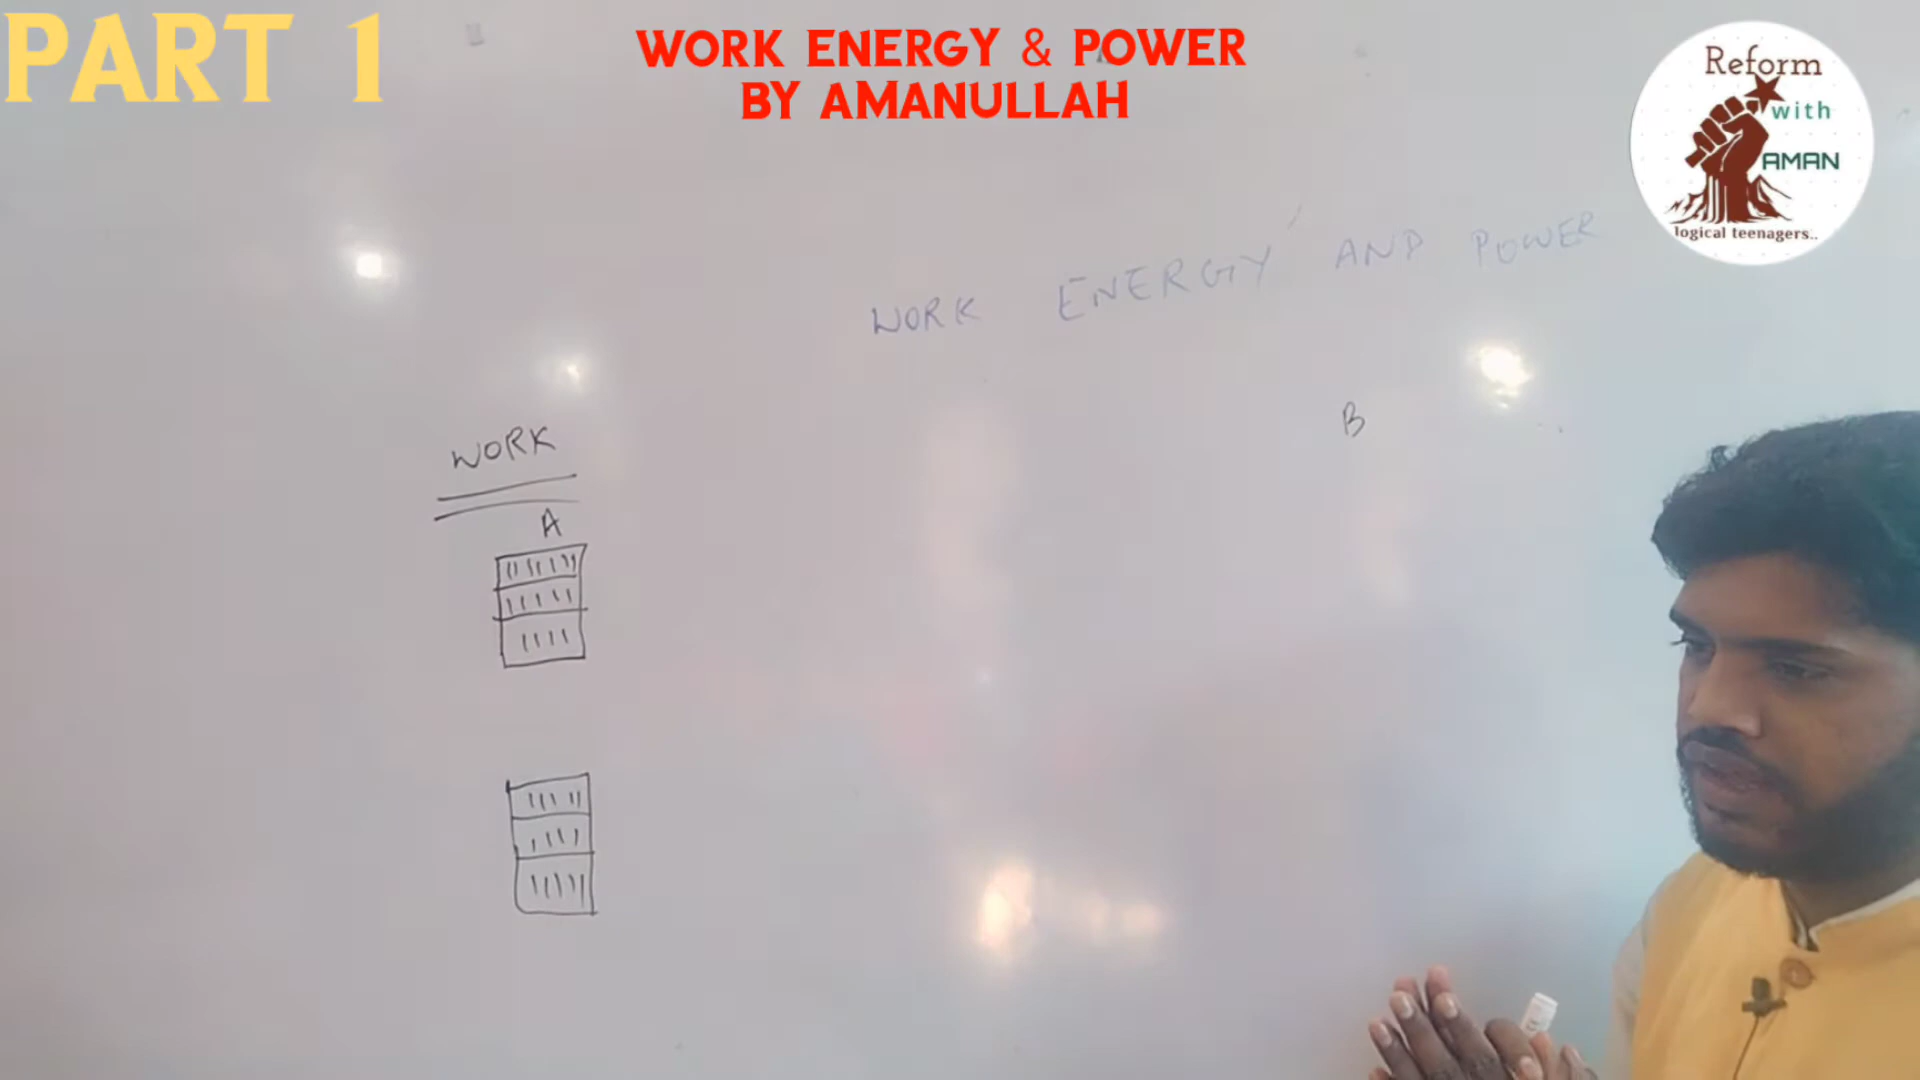 PART 1
WORK ENERGY & POWER
BY AMANULLAH
Reform
with
AMAN
logical teenagers..
WORK ENERGY AND POWER
B
WORK
A